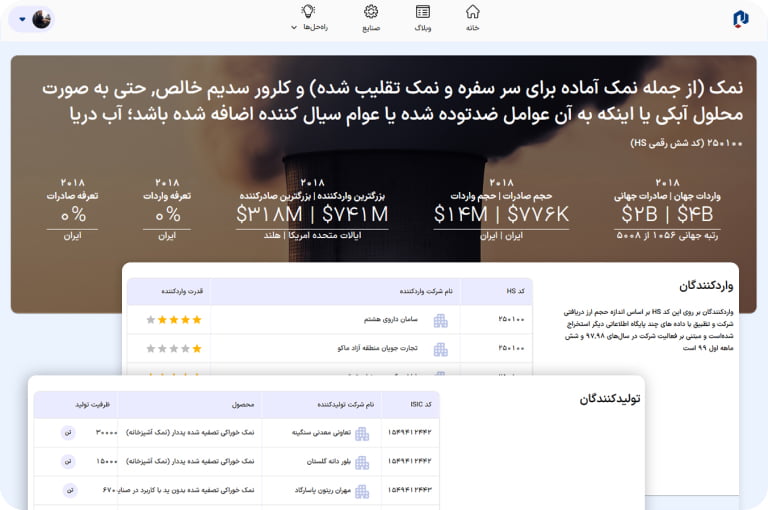 خانه
وبلاگ
صنایع
راه‌حل‌ها
نمک (از جمله نمک آماده برای سر سفره و نمک تقلیب شده) و کلرور سدیم خالص, حتی به صورت
محلول آبکی یا اینکه به آن عوامل ضدتوده شده یا عوام سیال کننده اضافه شده باشد؛ آب دریا
۲۵۰۱۰۰ (کد شش رقمی HS)
۲۰۱۸
واردات جهان | صادرات جهانی
$۲B | $۴B
رتبه جهانی ۱۰۵۶ از ۵۰۰۸
۲۰۱۸
حجم صادرات | حجم واردات
$۱۴M | $۷۷۶K
ایران | ایران
۲۰۱۸
بزرگترین واردکننده | بزرگترین صادرکننده
$۳۱۸M | $۷۴۱M
ایالات متحده امریکا | هلند
۲۰۱۸
تعرفه واردات
۰%
ایران
۲۰۱۸
تعرفه صادرات
۰%
ایران
واردکنندگان
واردکنندگان بر روی این کد HS بر اساس اندازه حجم ارز دریافتی
شرکت و تطبیق با داده های چند پایگاه اطلاعاتی دیگر استخراج
شده‌است و مبتنی بر فعالیت شرکت در سال‌های ۹۷,۹۸ و شش
ماهه اول ۹۹ است
کد HS
نام شرکت واردکننده
قدرت واردکننده
۲۵۰۱۰۰
سامان داروی هشتم
۲۵۰۱۰۰
تجارت جویان منطقه آزاد ماکو
تولیدکنندگان
کد ISIC
نام شرکت تولیدکننده
محصول
ظرفیت تولید
۱۵۴۹۴۱۲۴۴۲
تعاونی معدنی سنگینه
نمک خوراکی تصفیه شده یددار (نمک آشپزخانه)
۳۰۰۰۰
تن
۱۵۴۹۴۱۲۴۴۲
بلور دانه گلستان
نمک خوراکی تصفیه شده یددار (نمک آشپزخانه)
۱۵۰۰۰
تن
۱۵۴۹۴۱۲۴۴۳
مهران ریتون پاسارگاد
نمک خوراکی تصفیه شده بدون ید با کاربرد در صنایع
۶۷۰
تن